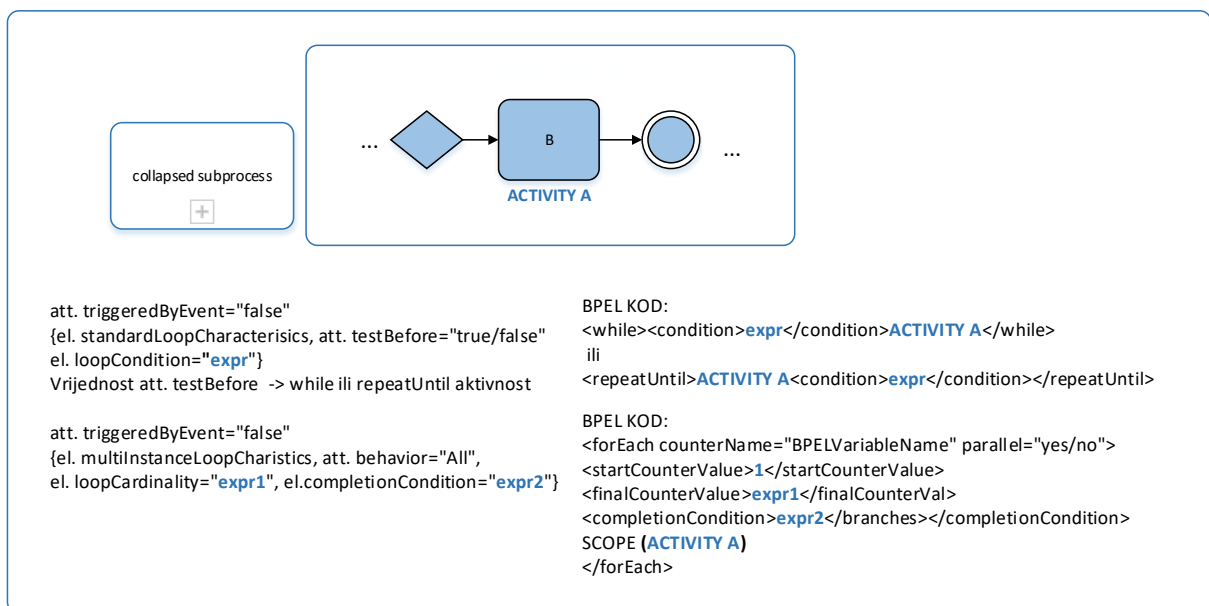 ...
B
...
collapsed subprocess
+
ACTIVITY A
att. triggeredByEvent="false"
{el. standardLoopCharacterisics, att. testBefore="true/false"
el. loopCondition="expr"}
Vrijednost att. testBefore -> while ili repeatUntil aktivnost
att. triggeredByEvent="false"
{el. multiInstanceLoopCharistics, att. behavior="All",
el. loopCardinality="expr1", el.completionCondition="expr2"}
BPEL KOD:
<while><condition>expr</condition>ACTIVITY A</while>
ili
<repeatUntil>ACTIVITY A<condition>expr</condition></repeatUntil>
BPEL KOD:
<forEach counterName="BPELVariableName" parallel="yes/no">
<startCounterValue>1</startCounterValue>
<finalCounterValue>expr1</finalCounterVal>
<completionCondition>expr2</branches></completionCondition>
SCOPE (ACTIVITY A)
</forEach>